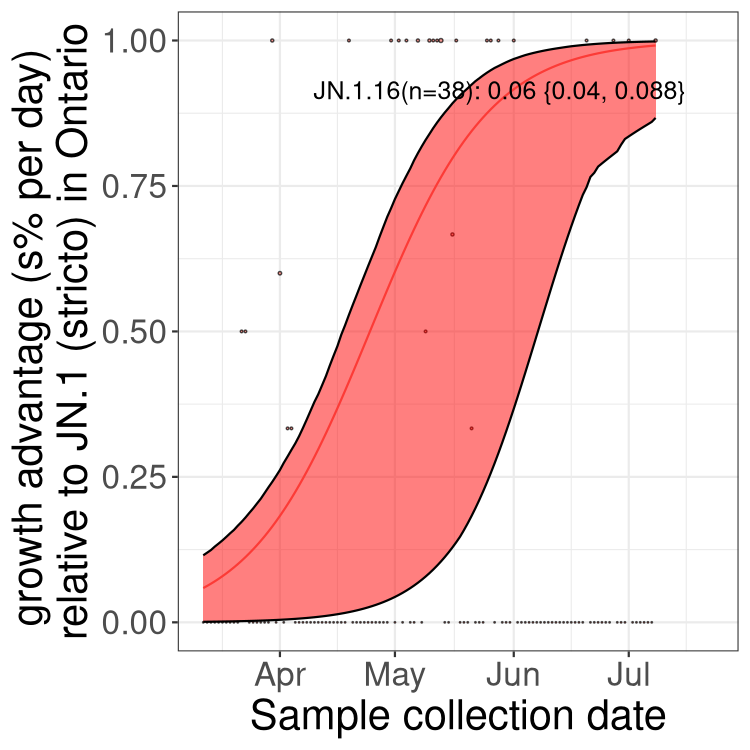 growth advantage (s% per day)
relative to JN.1 (stricto) in Ontario
1.00
0.75
0.50
0.25
0.00
JN.1.16(n=38): 0.06 {0.04, 0.088}
Apr May Jun Jul
Sample collection date